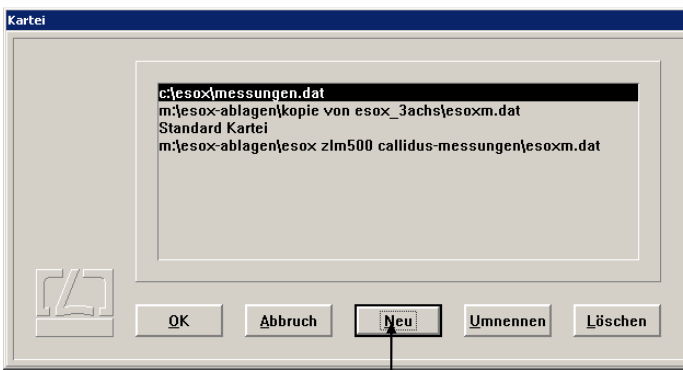 Kartei
c:\esox\messungen.dat
m:\esox-ablagen\kopie von esox_3achs\esoxm.dat
Standard Kartei
m:\esox-ablagen\esox zlm500 callidus-messungen\esoxm.dat
OK Abbruch Neu Umnennen Löschen